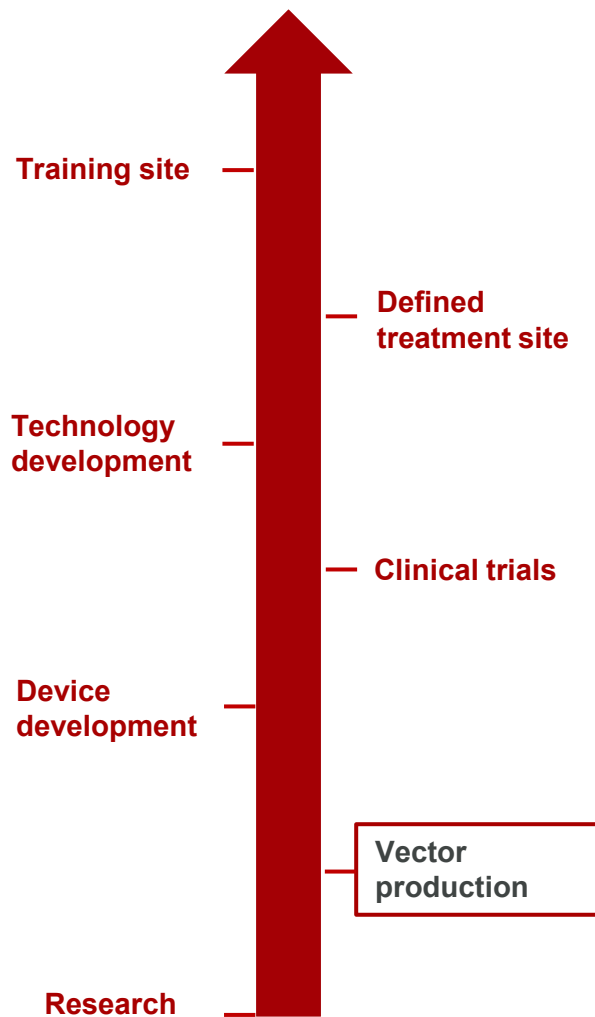 Training site
Defined
treatment site
Technology
development
Clinical trials
Device
development
Vector
production
Research